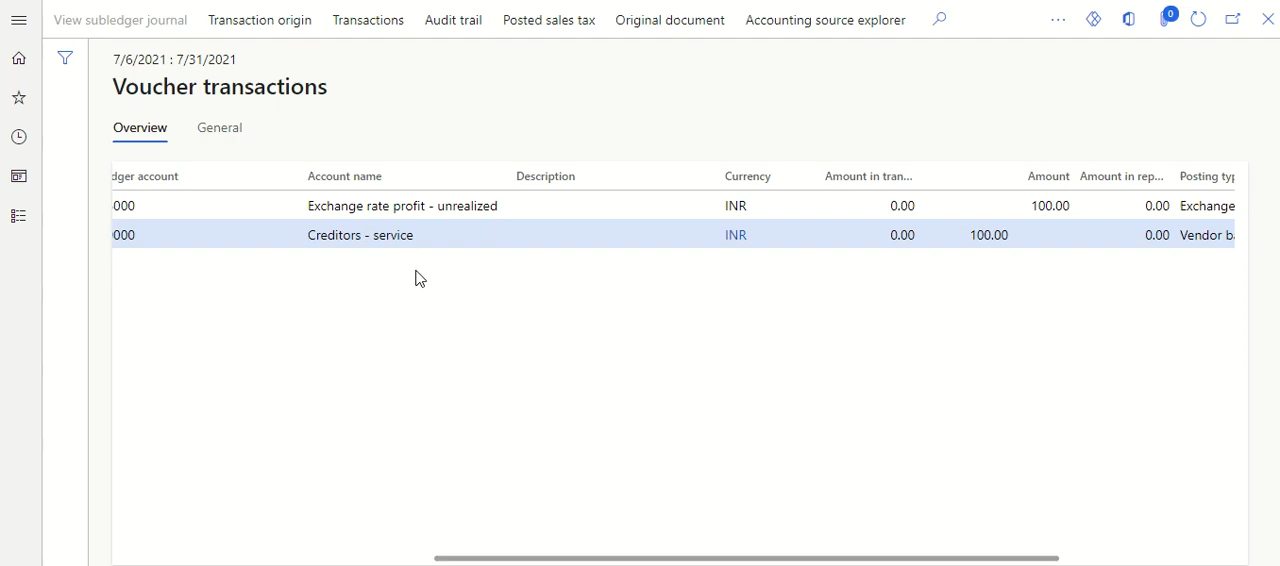 View subledger journal Transaction origin Transactions Audit trail Posted sales tax Original document Accounting source explorer ... 0
7/6/2021 : 7/31/2021
Voucher transactions
Overview General
dger account Account name Description Currency Amount in tran... Amount Amount in rep... Posting typ
000 Exchange rate profit - unrealized INR 0.00 100.00 0.00 Exchange
000 Creditors - service INR 0.00 100.00 0.00 Vendor ba